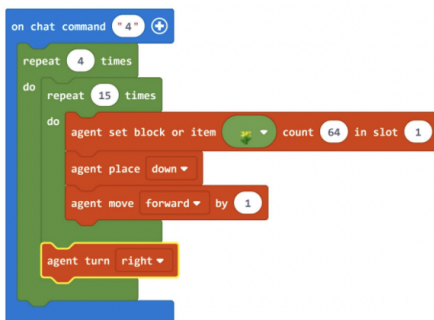 on chat command "4"
repeat 4 times
do
repeat 15 times
do
agent set block or item count 64 in slot 1
agent place down
agent move forward by 1
agent turn right